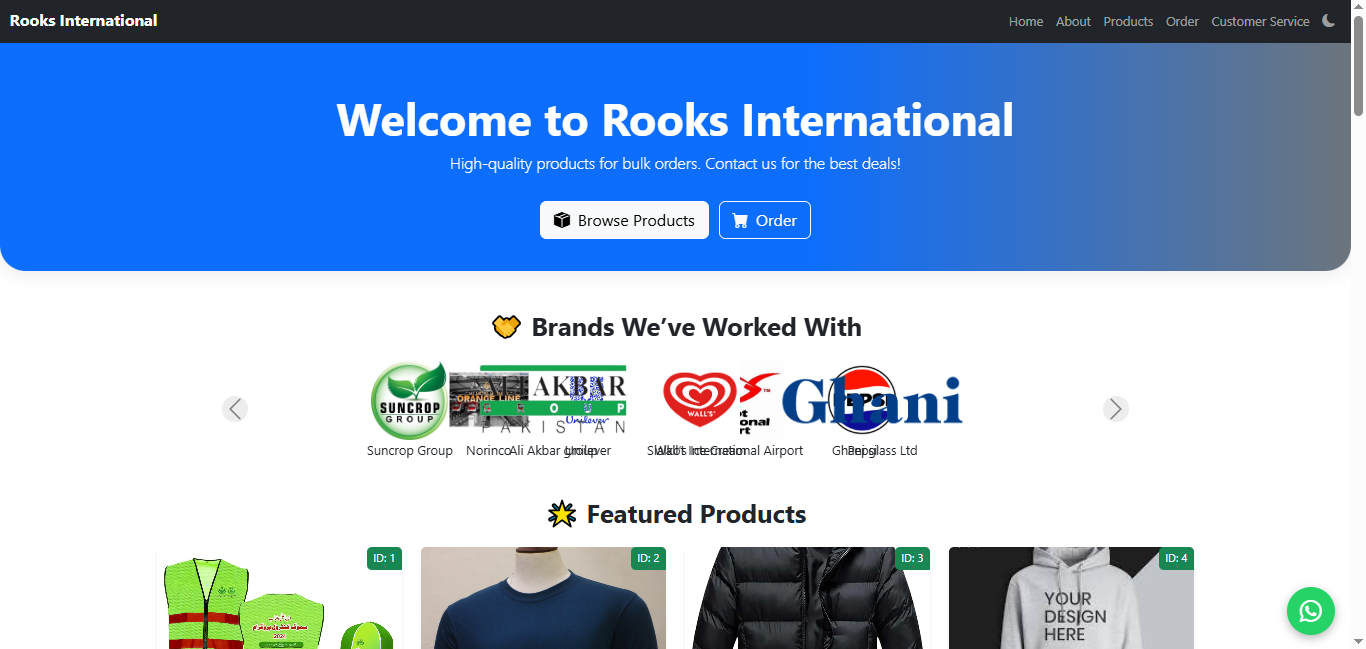 Rooks International
Home About Products Order Customer Service
Welcome to Rooks International
High-quality products for bulk orders. Contact us for the best deals!
Browse Products Order
Brands We’ve Worked With
SUNCROP
GROUP
ORANGE LINE
ALI AKBAR
G R O U P
PAKISTAN
Unilever
WALL'S
Ghani
PEPSI
Suncrop Group Norinco Ali Akbar group Unilever Wall's Ice Cream International Airport Ghani glass Ltd Pepsi
Featured Products
ID: 1 ID: 2 ID: 3 ID: 4
2024
YOUR
DESIGN
HERE